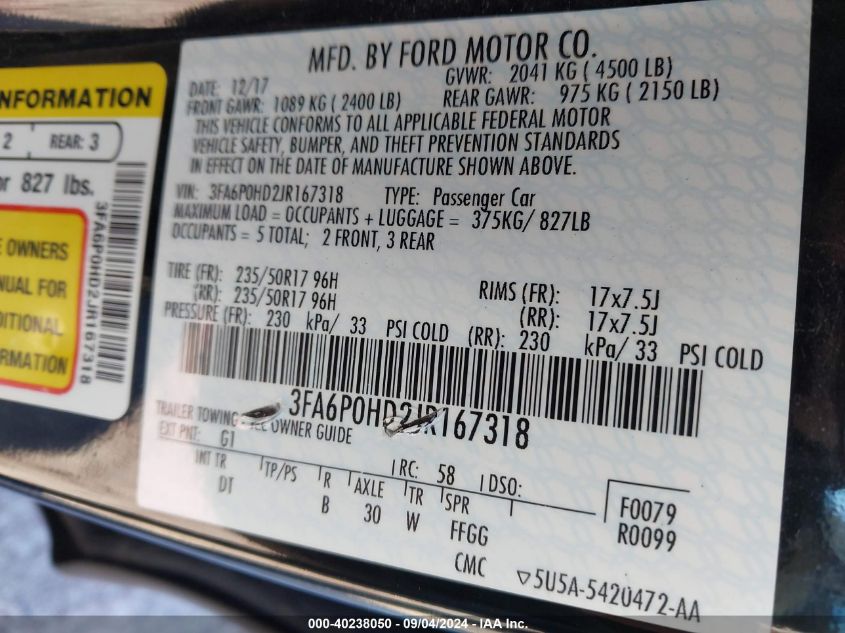 MFD. BY FORD MOTOR CO.
DATE: 12/17 GVWR: 2041 KG ( 4500 LB)
FRONT GAWR: 1089 KG ( 2400 LB) REAR GAWR: 975 KG ( 2150 LB)
THIS VEHICLE CONFORMS TO ALL APPLICABLE FEDERAL MOTOR
VEHICLE SAFETY, BUMPER, AND THEFT PREVENTION STANDARDS
IN EFFECT ON THE DATE OF MANUFACTURE SHOWN ABOVE.
VIN: 3FA6P0HD2JR167318 TYPE: Passenger Car
MAXIMUM LOAD = OCCUPANTS + LUGGAGE = 375KG/ 827LB
OCCUPANTS = 5 TOTAL; 2 FRONT, 3 REAR
TIRE (FR): 235/50R17 96H RIMS (FR): 17x7.5J
(RR): 235/50R17 96H (RR): 17x7.5J
PRESSURE (FR): 230 kPa/ 33 PSI COLD (RR): 230 kPa/ 33 PSI COLD
3FA6P0HD2JR167318
TRAILER TOWING OWNER GUIDE
EXT PNT: G1 RC: 58 DSO:
INT TR TP/PS R AXLE TR SPR F0079
DT B 30 W FFGG R0099
CMC 5U5A-5420472-AA
INFORMATION
2 REAR: 3
or 827 lbs.
OWNERS
MANUAL FOR
ADDITIONAL
INFORMATION
3FA6P0HD2JR167318
000-40238050 - 09/04/2024 - IAA Inc.